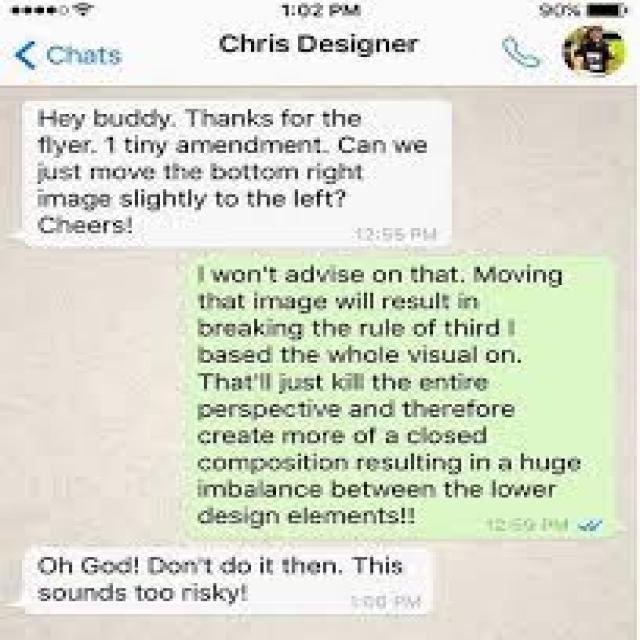 1:02 PM 90%
Chats Chris Designer
Hey buddy. Thanks for the
flyer. 1 tiny amendment. Can we
just move the bottom right
image slightly to the left?
Cheers!
12:55 PM
I won't advise on that. Moving
that image will result in
breaking the rule of third I
based the whole visual on.
That'll just kill the entire
perspective and therefore
create more of a closed
composition resulting in a huge
imbalance between the lower
design elements!!
12:59 PM
Oh God! Don't do it then. This
sounds too risky!
1:00 PM